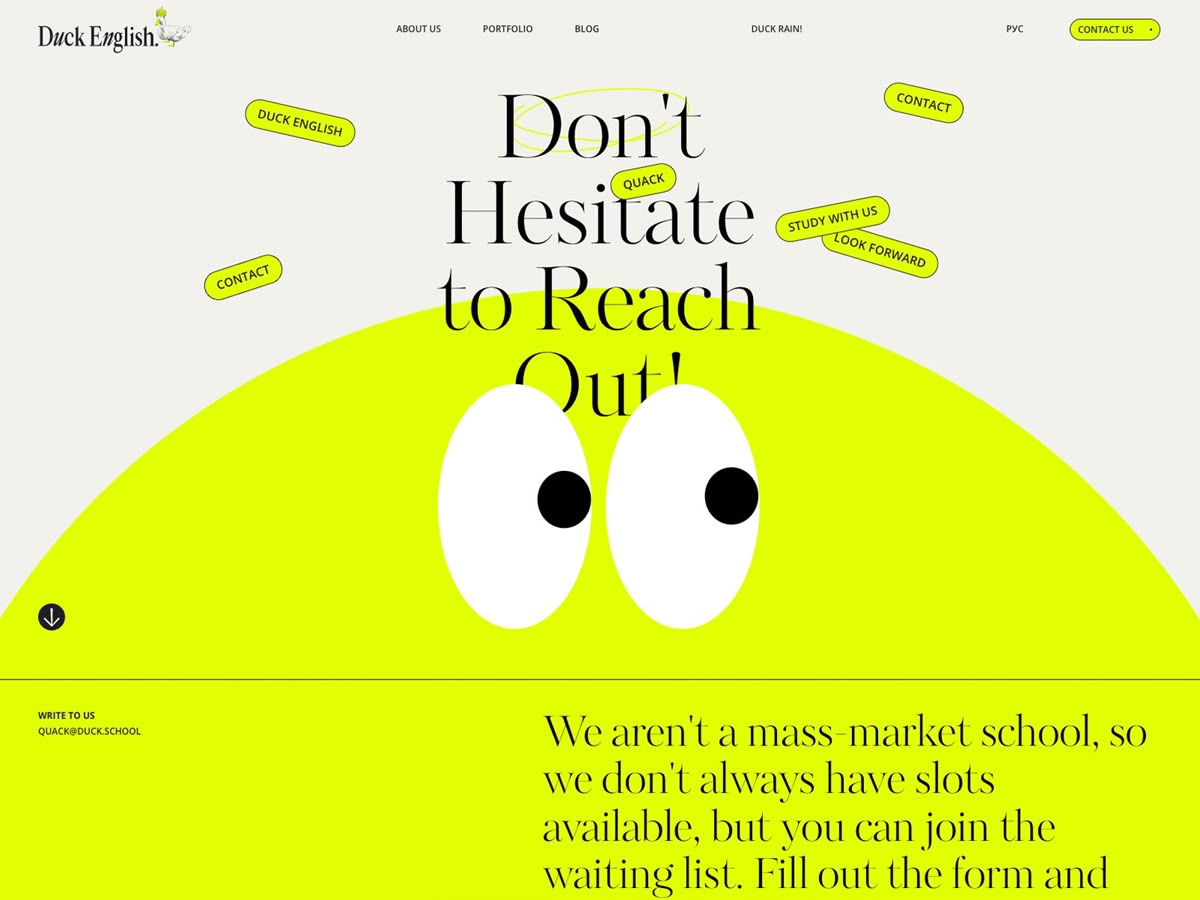 Duck English.
ABOUT US
PORTFOLIO
BLOG
DUCK RAIN!
РУС
CONTACT US
DUCK ENGLISH
CONTACT
Don't
QUACK
Hesitate
STUDY WITH US
LOOK FORWARD
CONTACT
to Reach
Out!
WRITE TO US
QUACK@DUCK.SCHOOL
We aren't a mass-market school, so
we don't always have slots
available, but you can join the
waiting list. Fill out the form and